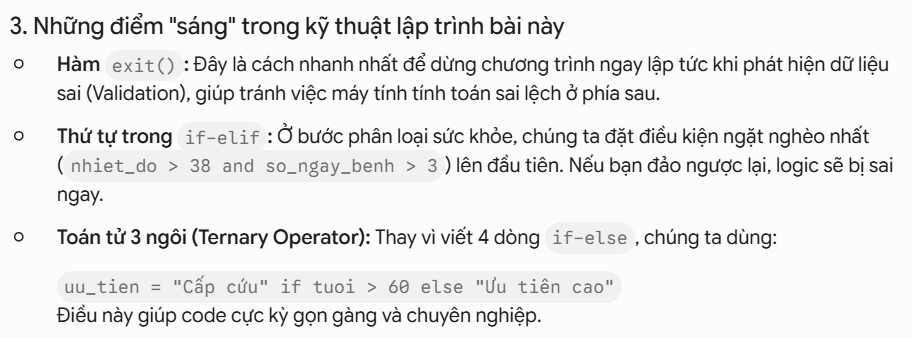 3. Những điểm "sáng" trong kỹ thuật lập trình bài này
Hàm exit() : Đây là cách nhanh nhất để dừng chương trình ngay lập tức khi phát hiện dữ liệu
sai (Validation), giúp tránh việc máy tính tính toán sai lệch ở phía sau.
Thứ tự trong if-elif : Ở bước phân loại sức khỏe, chúng ta đặt điều kiện ngặt nghèo nhất
( nhiet_do > 38 and so_ngay_benh > 3 ) lên đầu tiên. Nếu bạn đảo ngược lại, logic sẽ bị sai
ngay.
Toán tử 3 ngôi (Ternary Operator): Thay vì viết 4 dòng if-else , chúng ta dùng:
uu_tien = "Cấp cứu" if tuoi > 60 else "Ưu tiên cao"
Điều này giúp code cực kỳ gọn gàng và chuyên nghiệp.